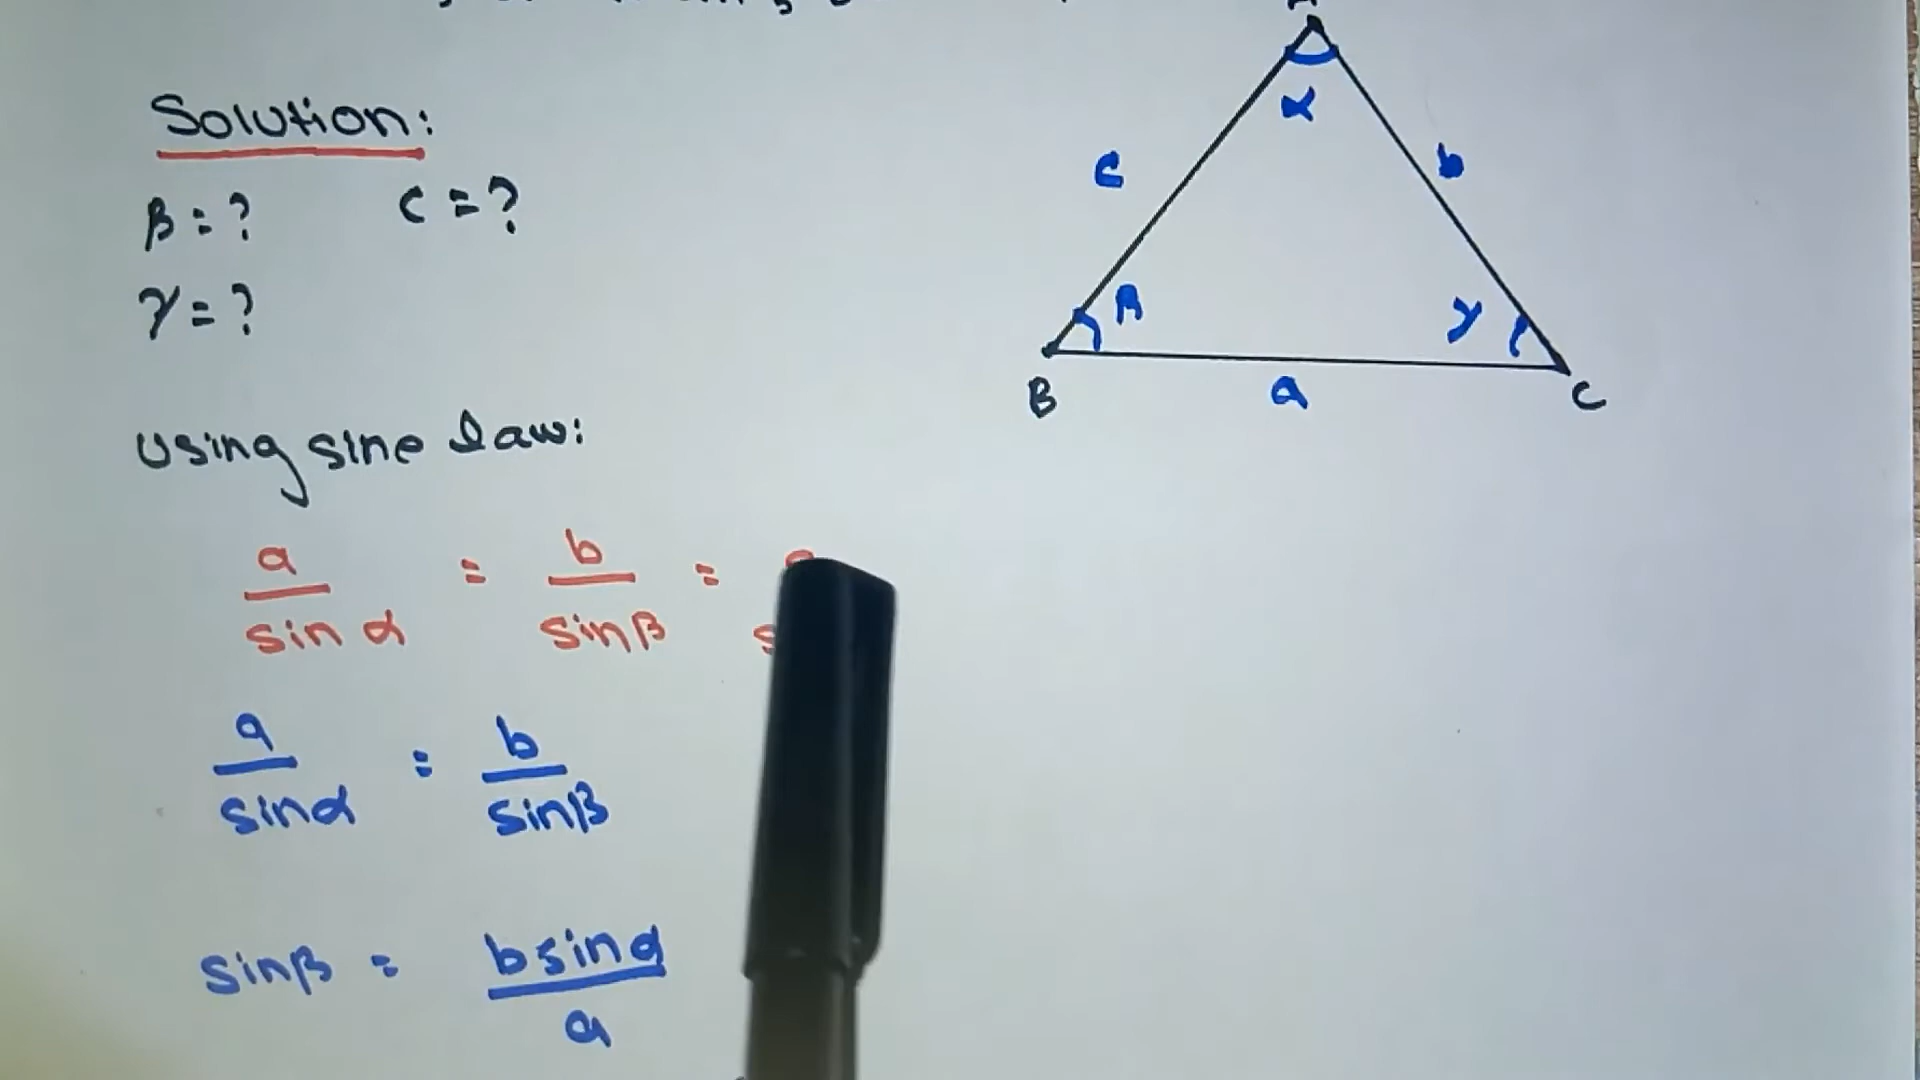 Solution:
β = ? c = ?
γ = ?
Using sine law:
a/sin α = b/sin β =
a/sin α = b/sin β
sin β = b sin α/a
α
c
b
A
γ
B
a
C